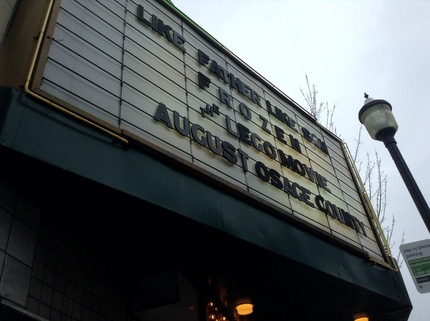 LIKE FATHER LIKE SON
FROZEN
THE LEGO MOVIE
AUGUST OSAGE COUNTY